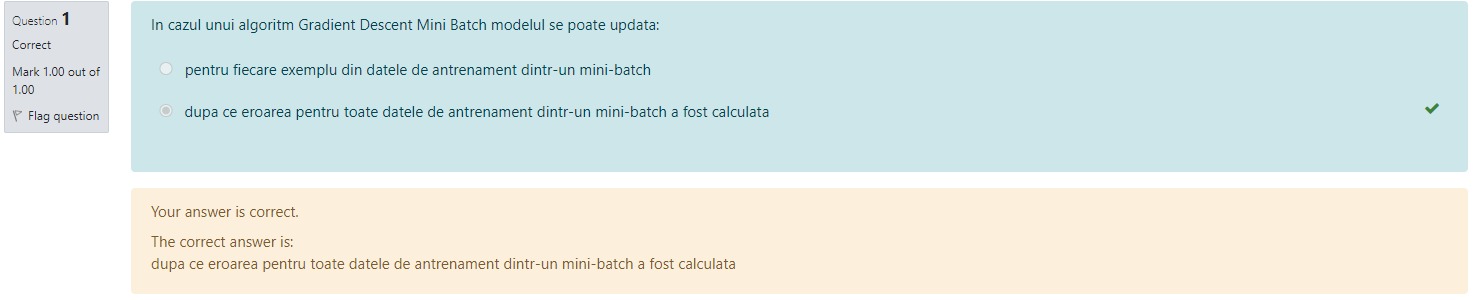 Question 1
Correct
Mark 1.00 out of
1.00
Flag question
In cazul unui algoritm Gradient Descent Mini Batch modelul se poate updata:
pentru fiecare exemplu din datele de antrenament dintr-un mini-batch
dupa ce eroarea pentru toate datele de antrenament dintr-un mini-batch a fost calculata
Your answer is correct.
The correct answer is:
dupa ce eroarea pentru toate datele de antrenament dintr-un mini-batch a fost calculata